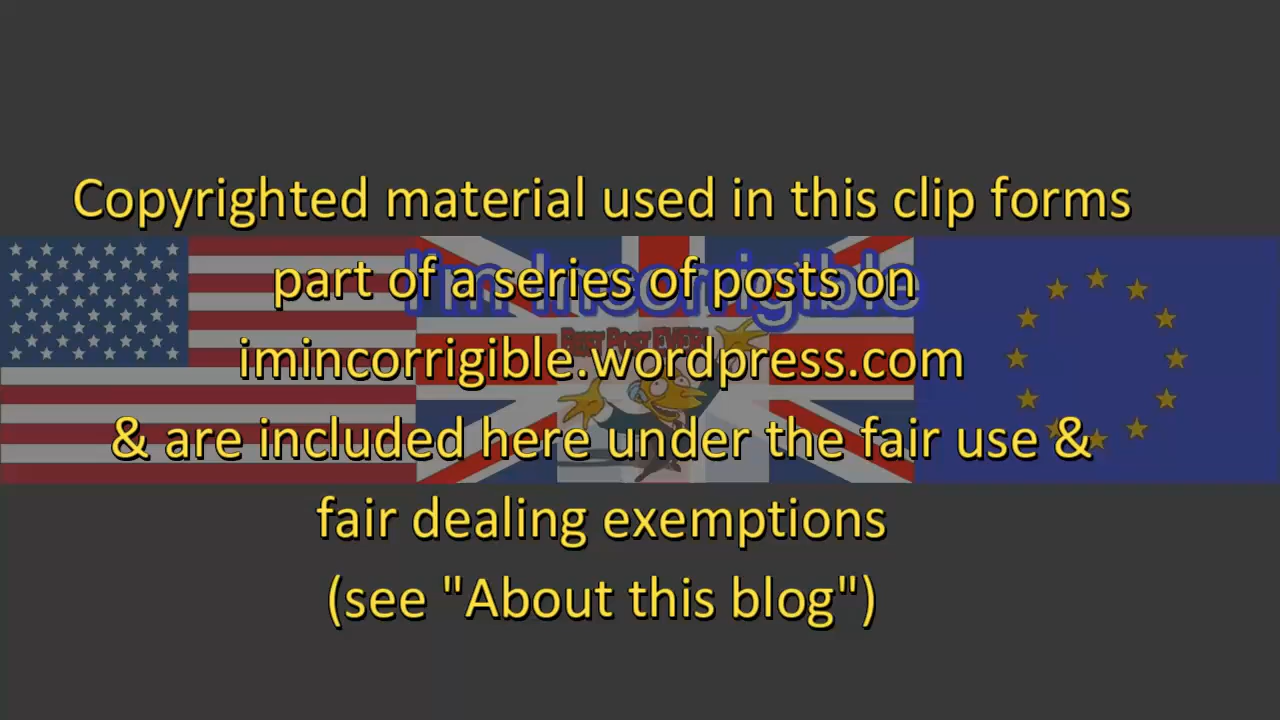 Copyrighted material used in this clip forms
part of a series of posts on
I'm Incorrigible
imincorrigible.wordpress.com
& are included here under the fair use &
fair dealing exemptions
(see "About this blog")